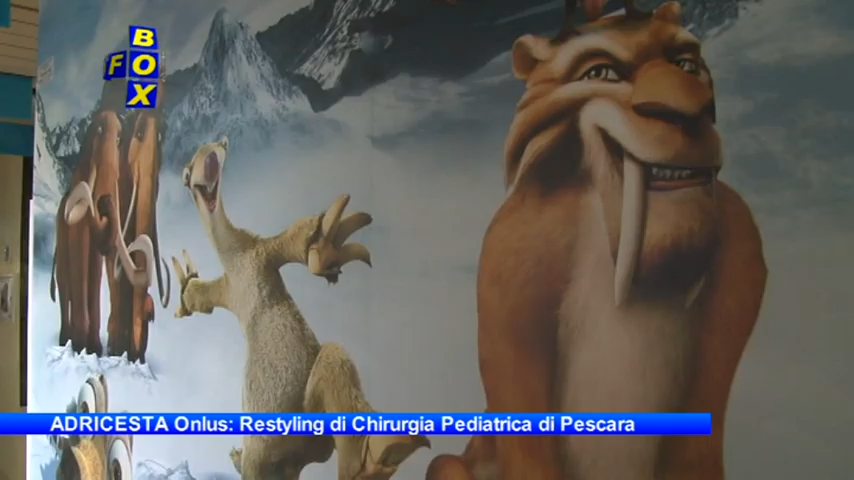 BOX
FOX
ADRICESTA Onlus: Restyling di Chirurgia Pediatrica di Pescara